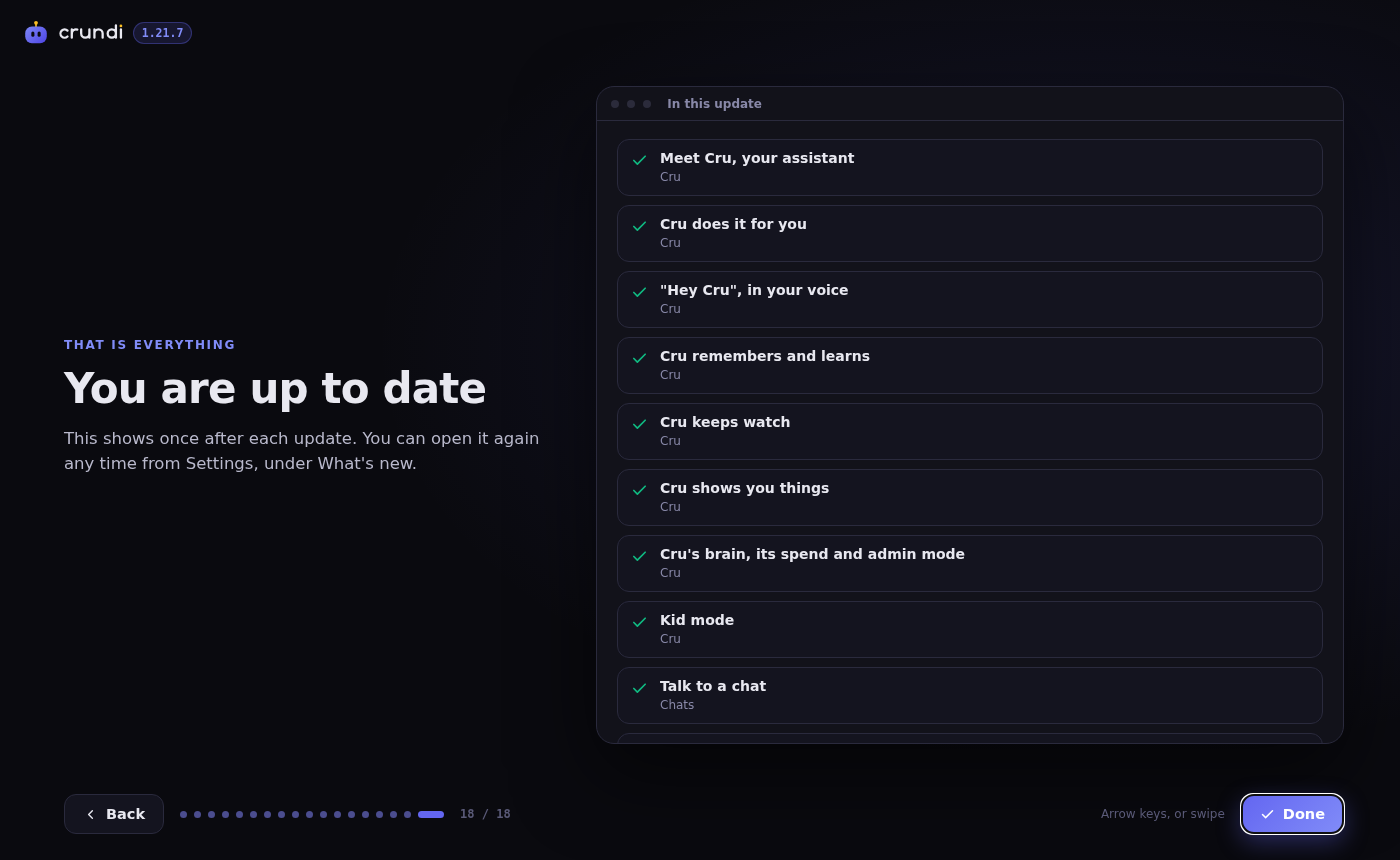 crundi 1.21.7
In this update
Meet Cru, your assistant
Cru
Cru does it for you
Cru
"Hey Cru", in your voice
Cru
Cru remembers and learns
Cru
Cru keeps watch
Cru
Cru shows you things
Cru
Cru's brain, its spend and admin mode
Cru
Kid mode
Cru
Talk to a chat
Chats
THAT IS EVERYTHING
You are up to date
This shows once after each update. You can open it again
any time from Settings, under What's new.
Back
18 / 18
Arrow keys, or swipe
Done